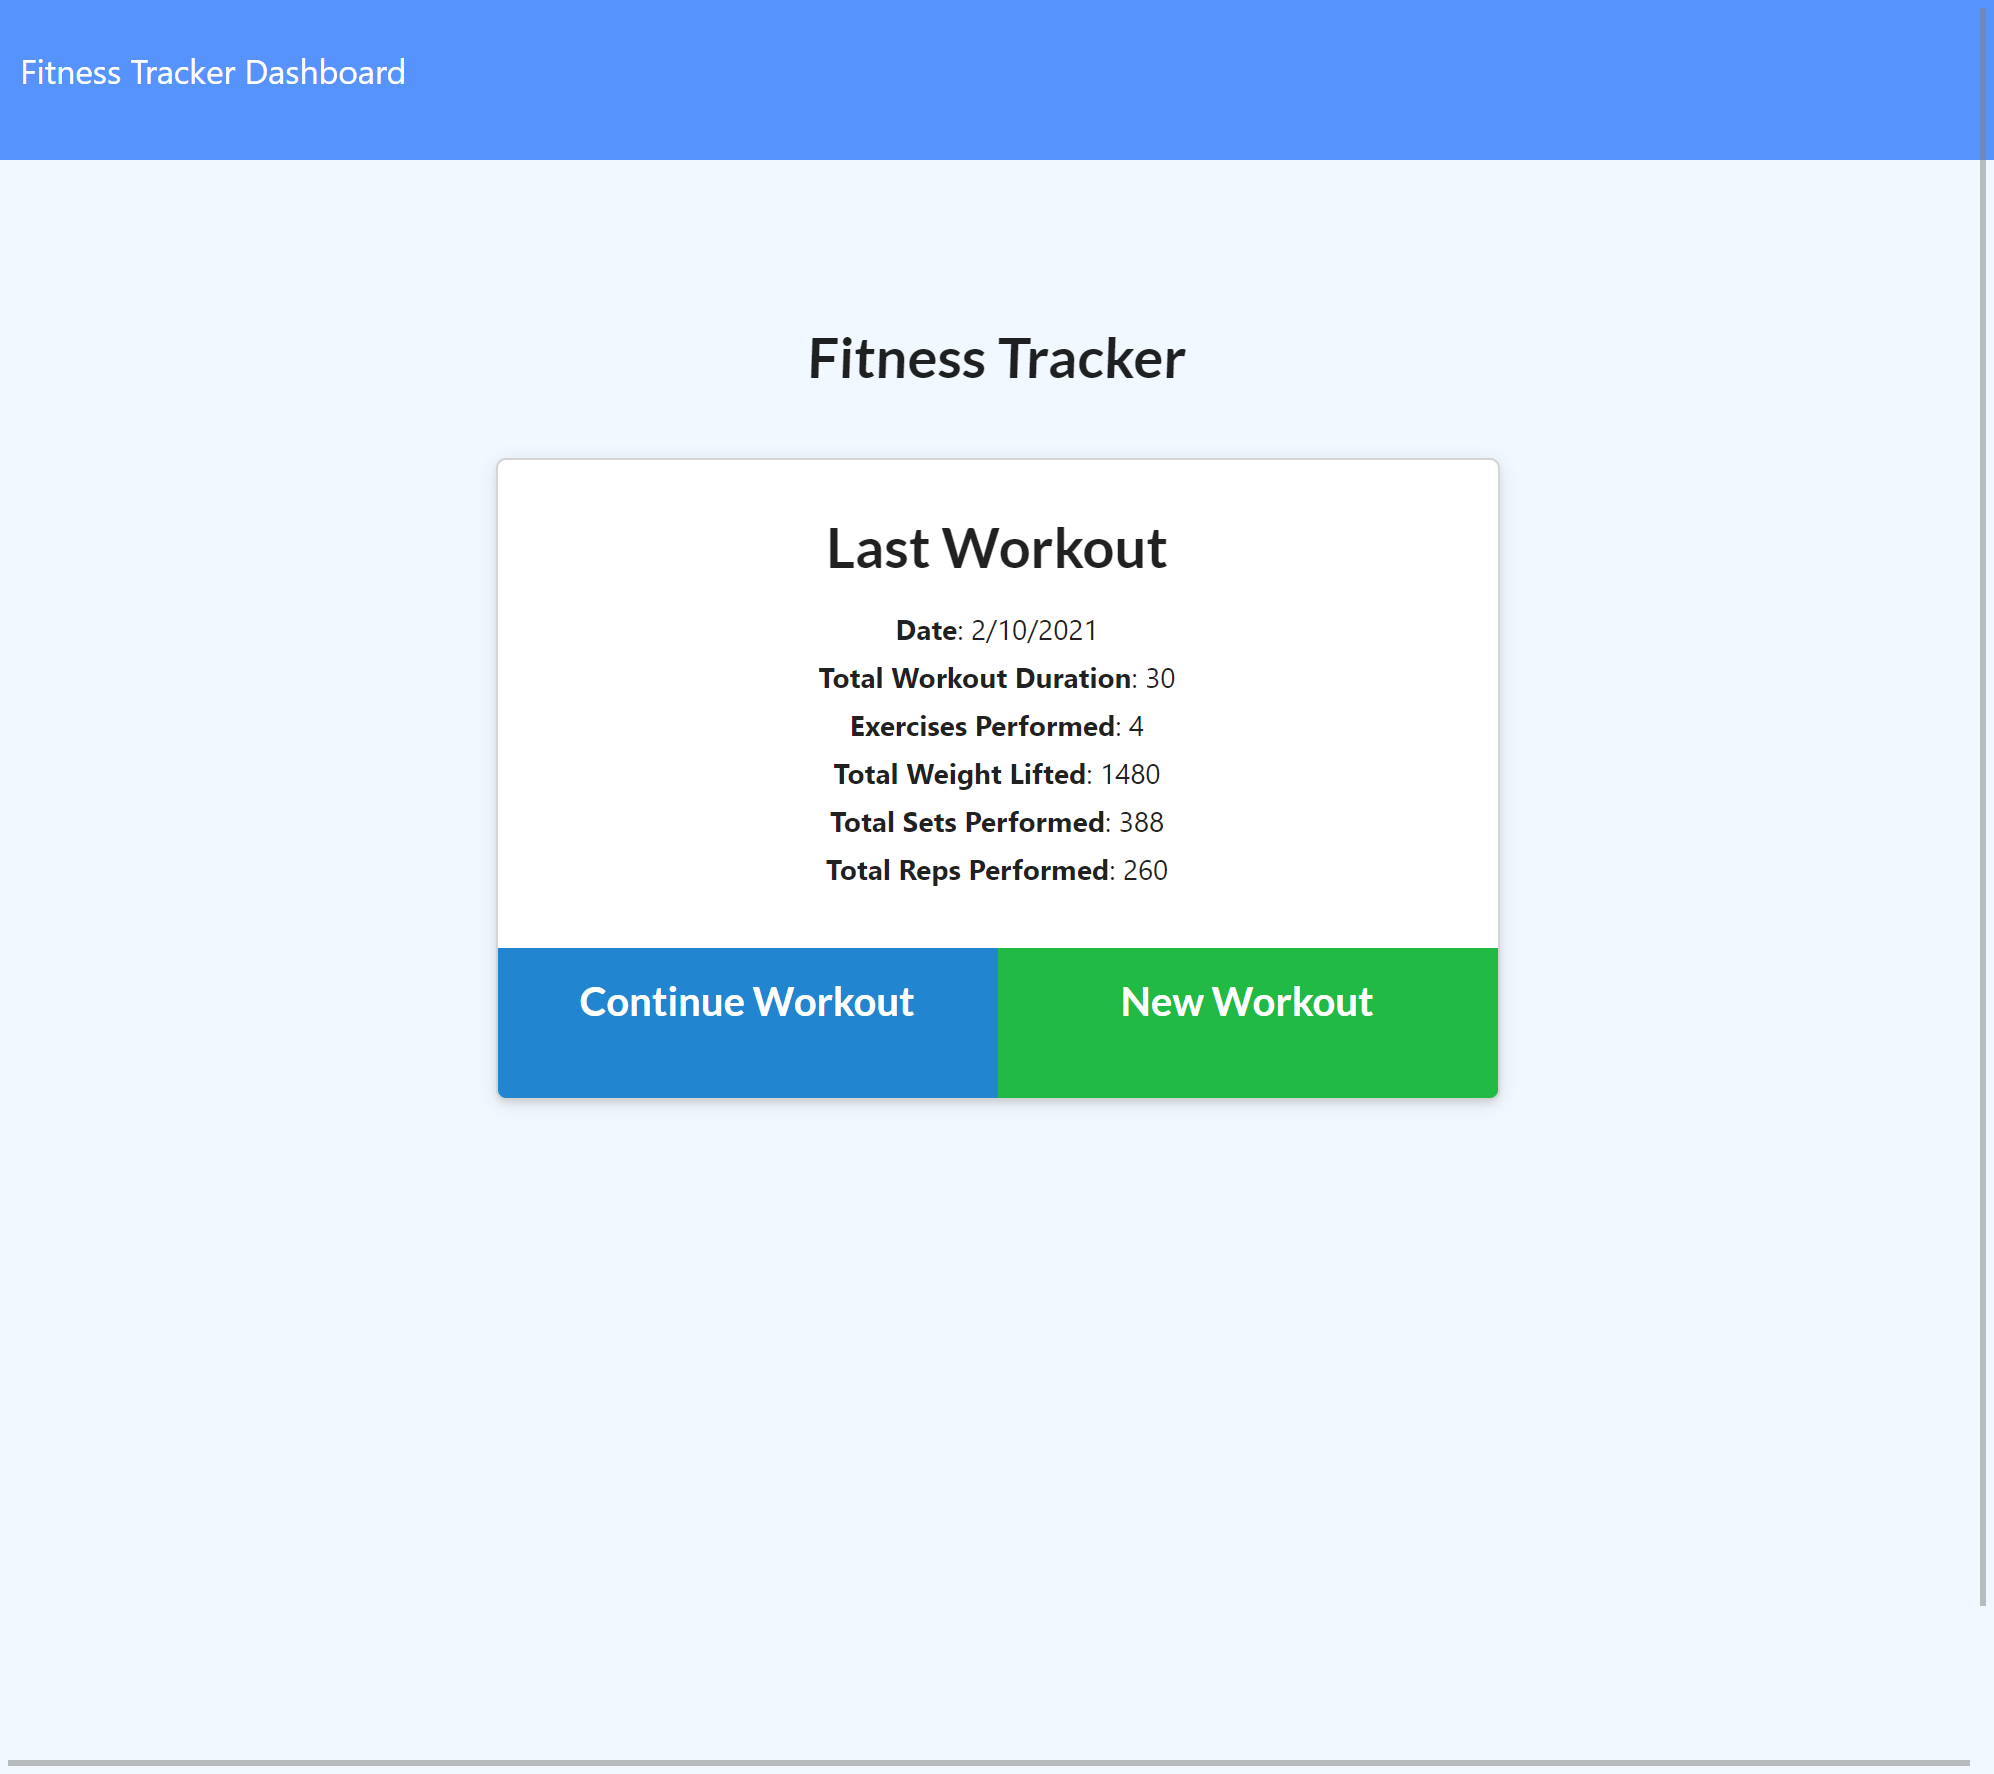 Fitness Tracker Dashboard
Fitness Tracker
Last Workout
Date: 2/10/2021
Total Workout Duration: 30
Exercises Performed: 4
Total Weight Lifted: 1480
Total Sets Performed: 388
Total Reps Performed: 260
Continue Workout
New Workout